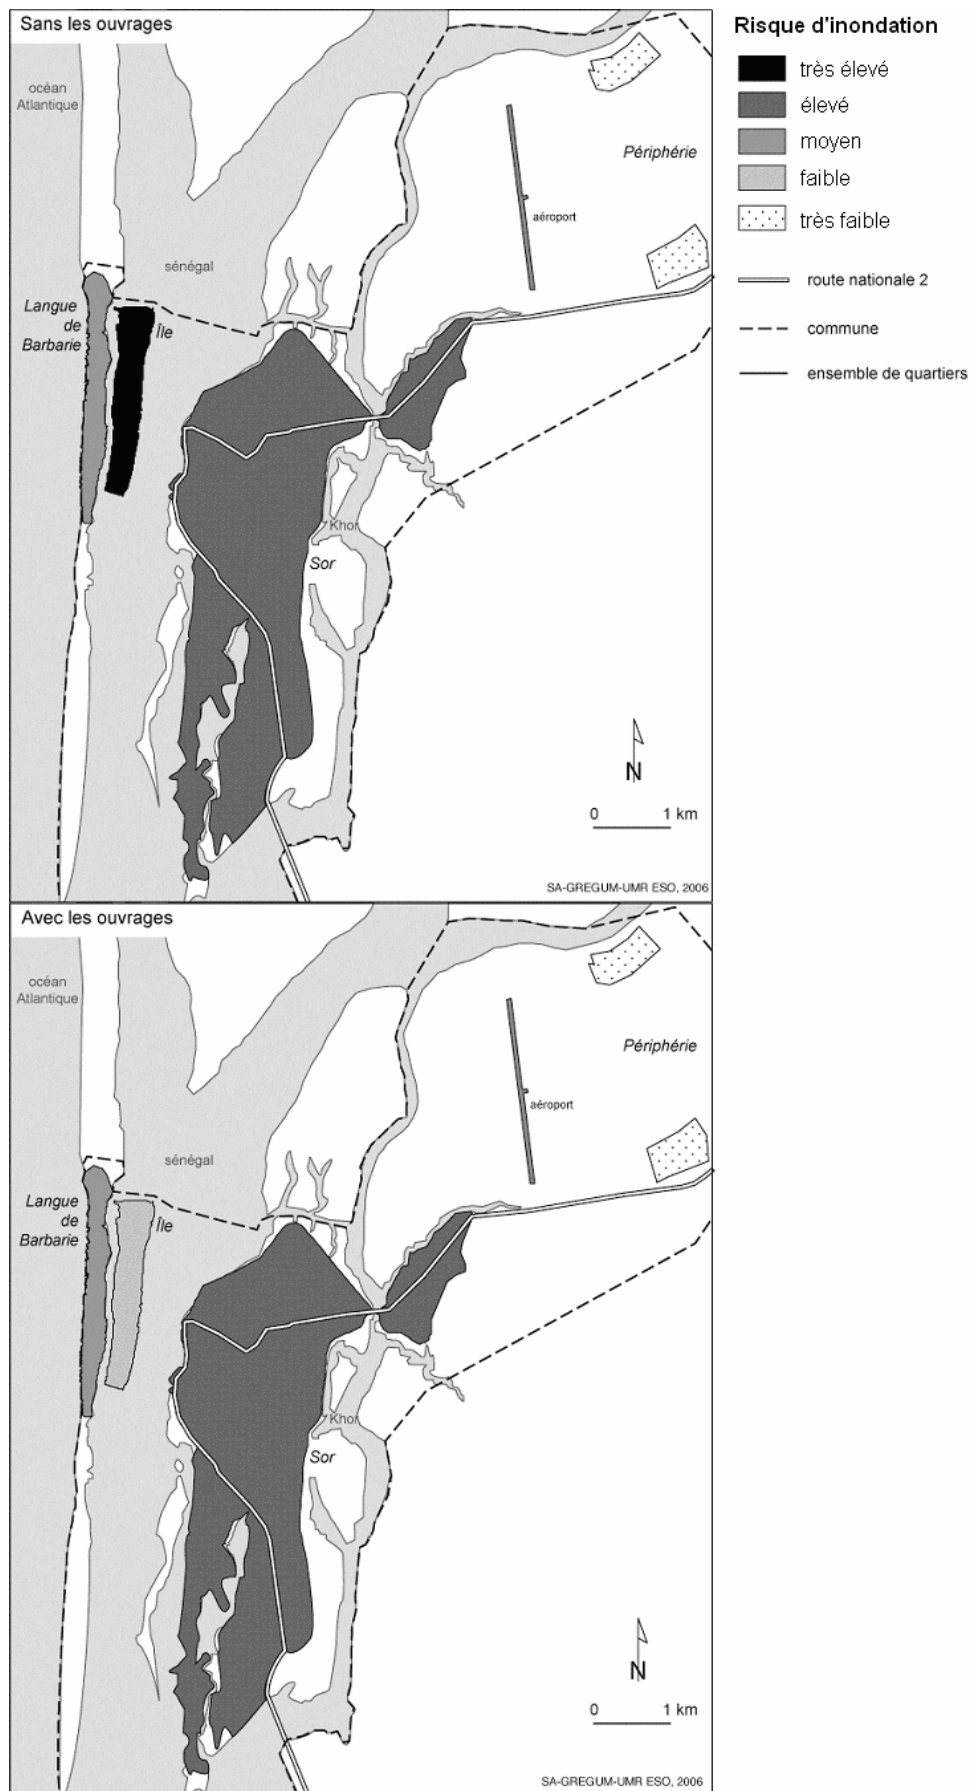 Sans les ouvrages
océan
Atlantique
sénégal
Langue
de
Barbarie
Île
Périphérie
aéroport
Khor
Sor
N
0 1 km
SA-GREGUM-UMR ESO, 2006
Risque d'inondation
très élevé
élevé
moyen
faible
très faible
route nationale 2
commune
ensemble de quartiers
Avec les ouvrages
océan
Atlantique
sénégal
Langue
de
Barbarie
Île
Périphérie
aéroport
Khor
Sor
N
0 1 km
SA-GREGUM-UMR ESO, 2006